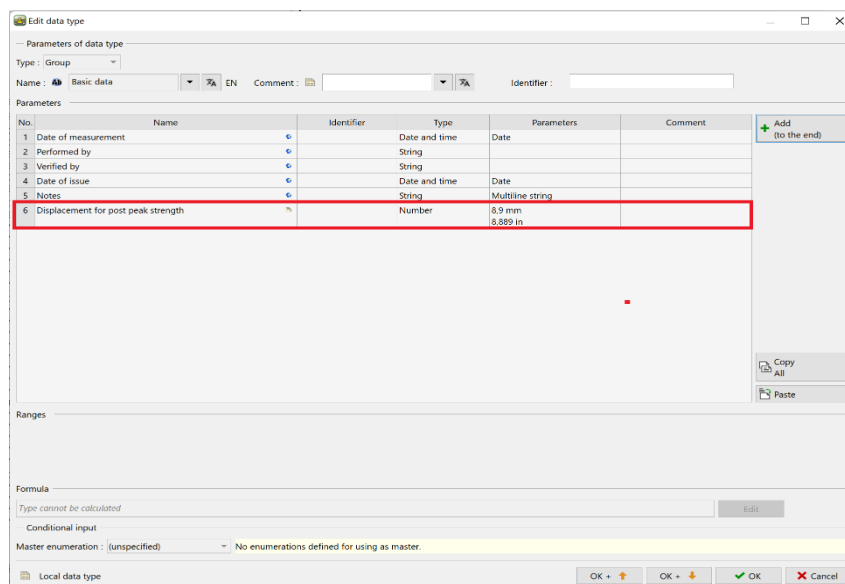 Edit data type
Parameters of data type
Type : Group
Name : Ab Basic data EN Comment : Identifier :
Parameters
No. Name Identifier Type Parameters Comment
1 Date of measurement Date and time Date
2 Performed by String
3 Verified by String
4 Date of issue Date and time Date
5 Notes String Multiline string
6 Displacement for post peak strength Number 8,9 mm
8,889 in
Add
(to the end)
Copy
All
Paste
Ranges
Formula
Type cannot be calculated Edit
Conditional input
Master enumeration : (unspecified) No enumerations defined for using as master.
Local data type OK + OK + OK Cancel